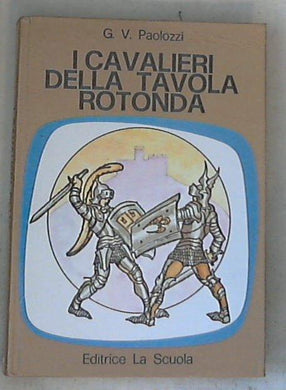 G. V. Paolozzi
I CAVALIERI
DELLA TAVOLA
ROTONDA
Editrice La Scuola